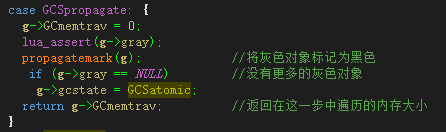 case GCSpropagate: {
g->GCmemtrav = 0;
lua_assert(g->gray);
propagatemark(g); //将灰色对象标记为黑色
if (g->gray == NULL) //没有更多的灰色对象
g->gcstate = GCSatomic;
return g->GCmemtrav; //返回在这一步中遍历的内存大小
}